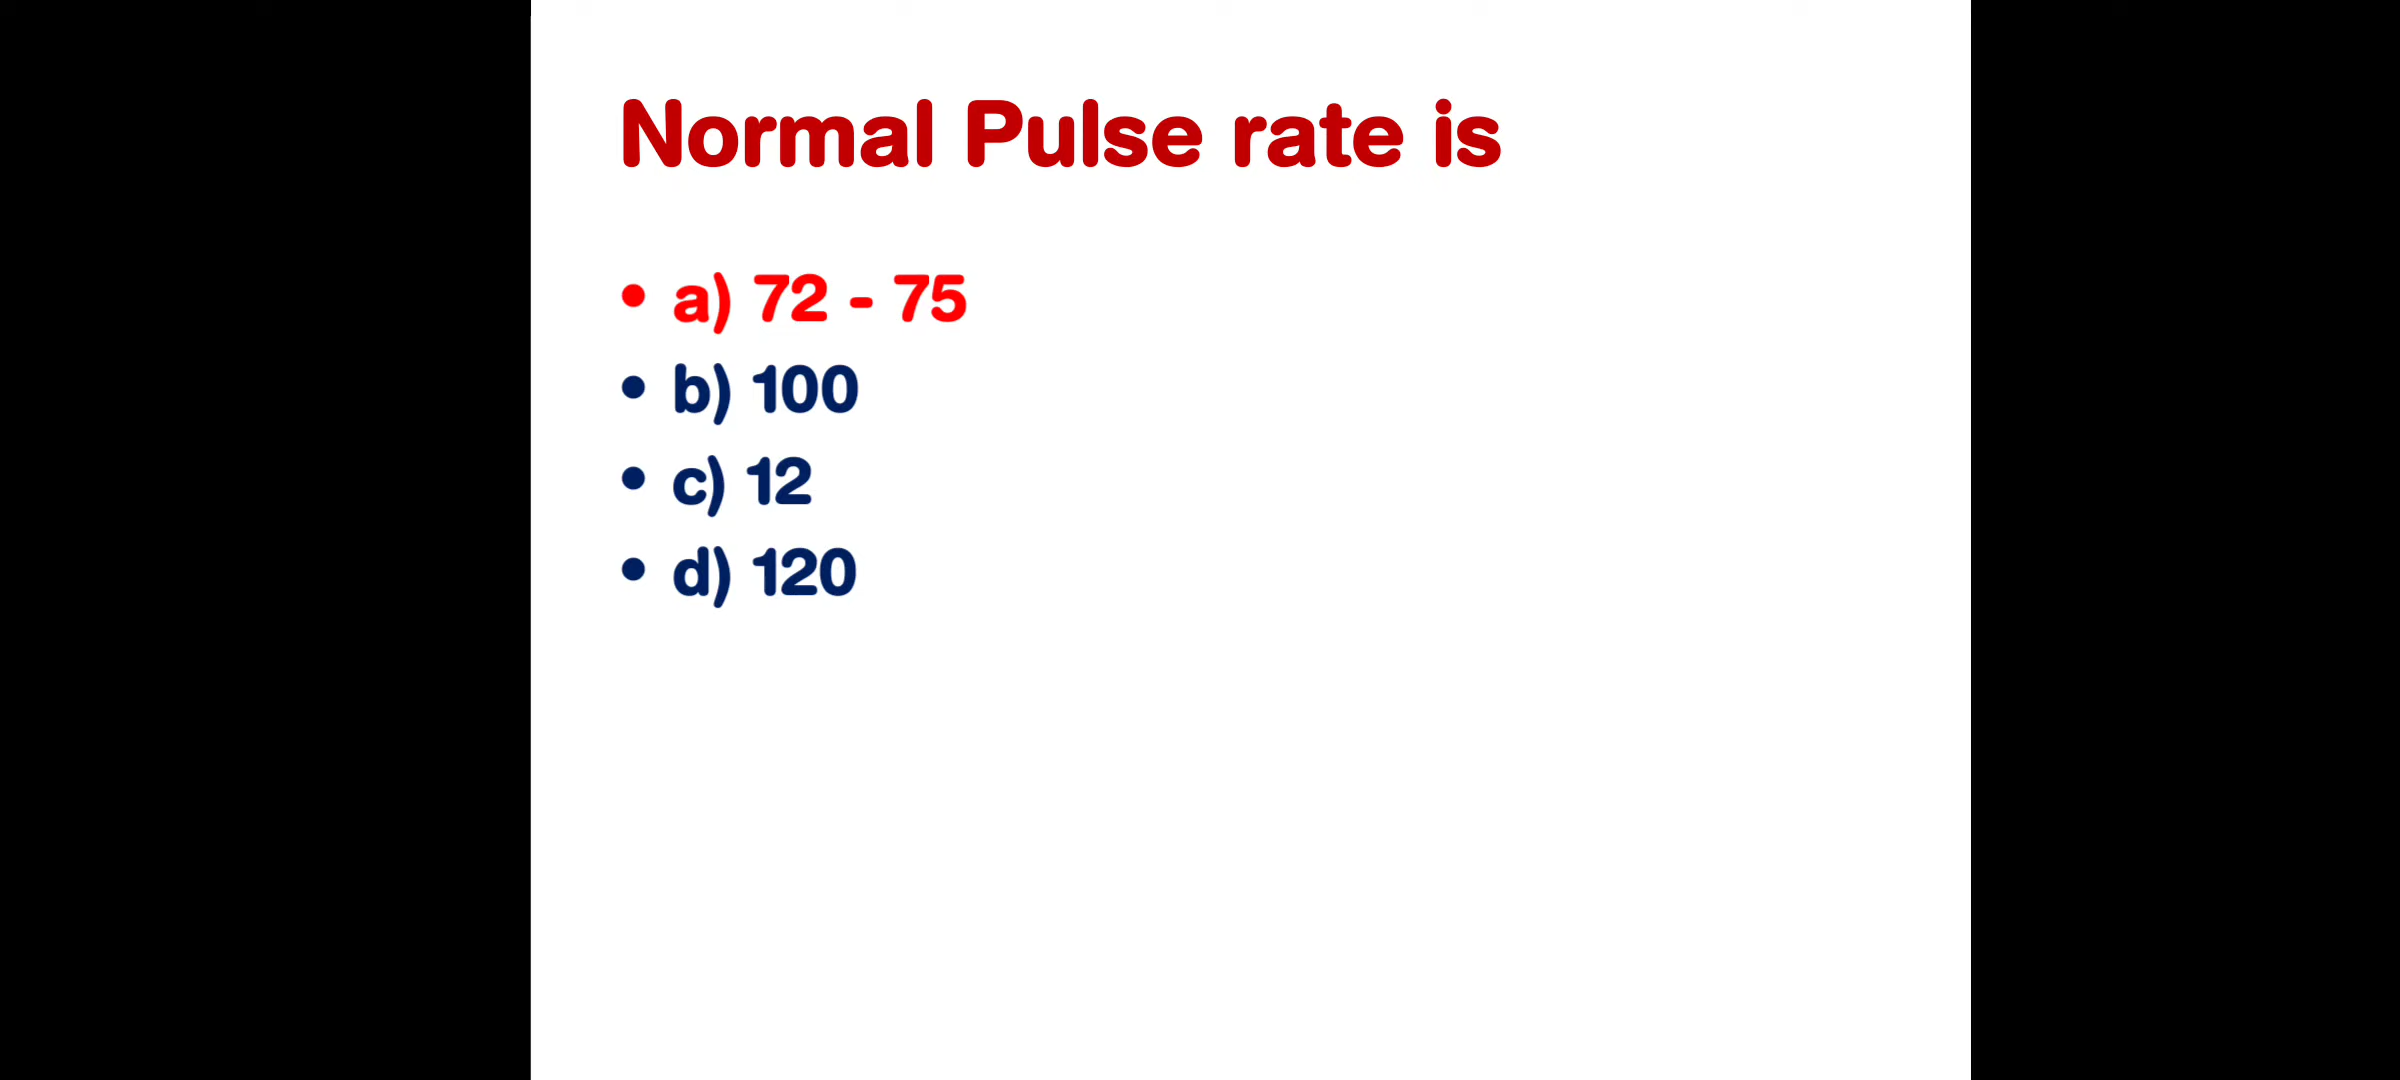 Normal Pulse rate is
• a) 72 - 75
• b) 100
• c) 12
• d) 120